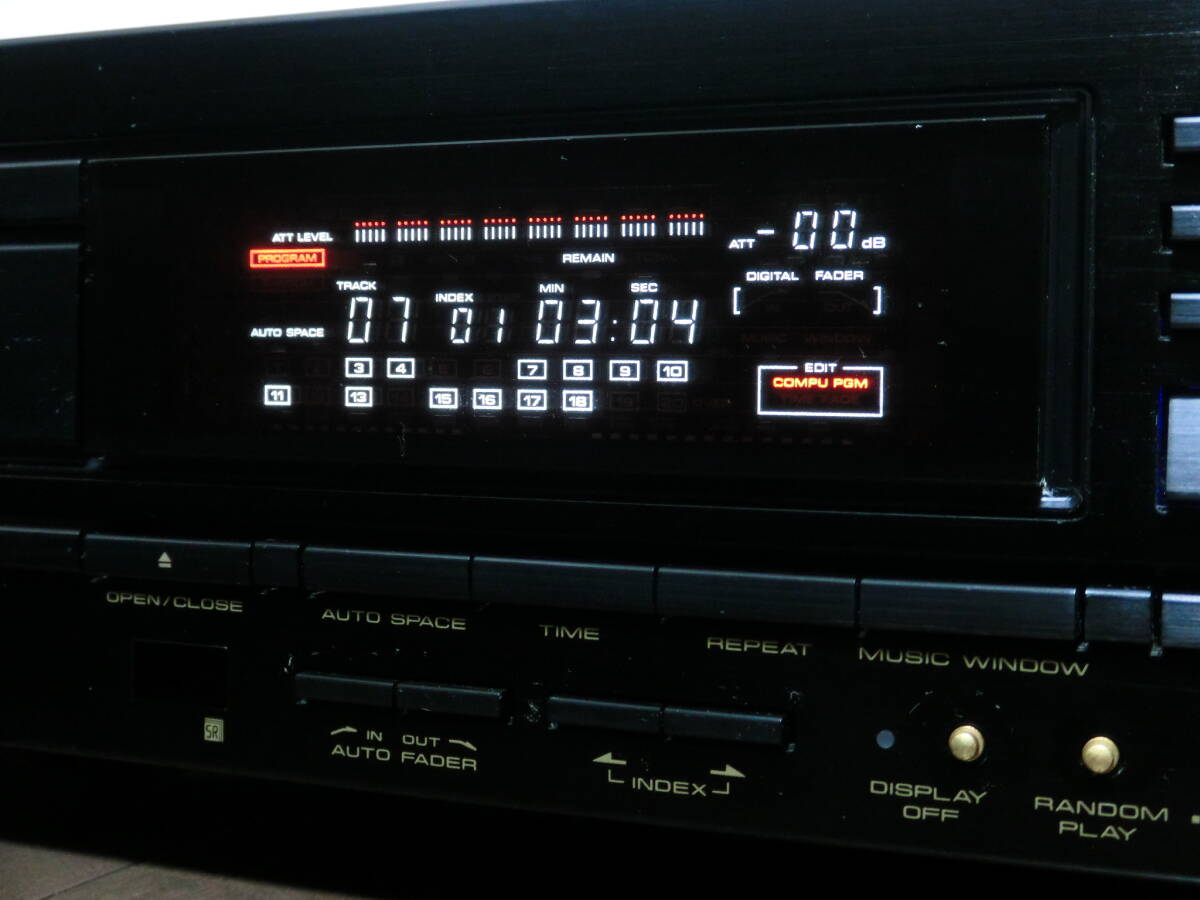 ATT LEVEL
PROGRAM
REMAIN
ATT -00 dB
DIGITAL FADER
TRACK INDEX MIN SEC
AUTO SPACE 07 01 03:04
3 4 7 8 9 10
11 13 15 16 17 18
EDIT
COMPU PGM
OPEN/CLOSE
AUTO SPACE
TIME
REPEAT
MUSIC WINDOW
SR
IN OUT
AUTO FADER
INDEX
DISPLAY
OFF
RANDOM
PLAY